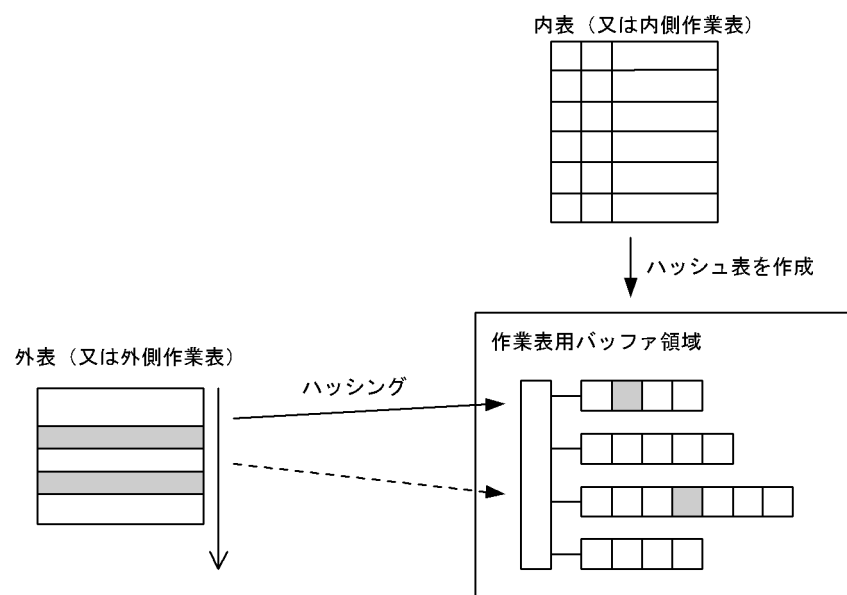 内表（又は内側作業表）
ハッシュ表を作成
作業表用バッファ領域
外表（又は外側作業表）
ハッシング